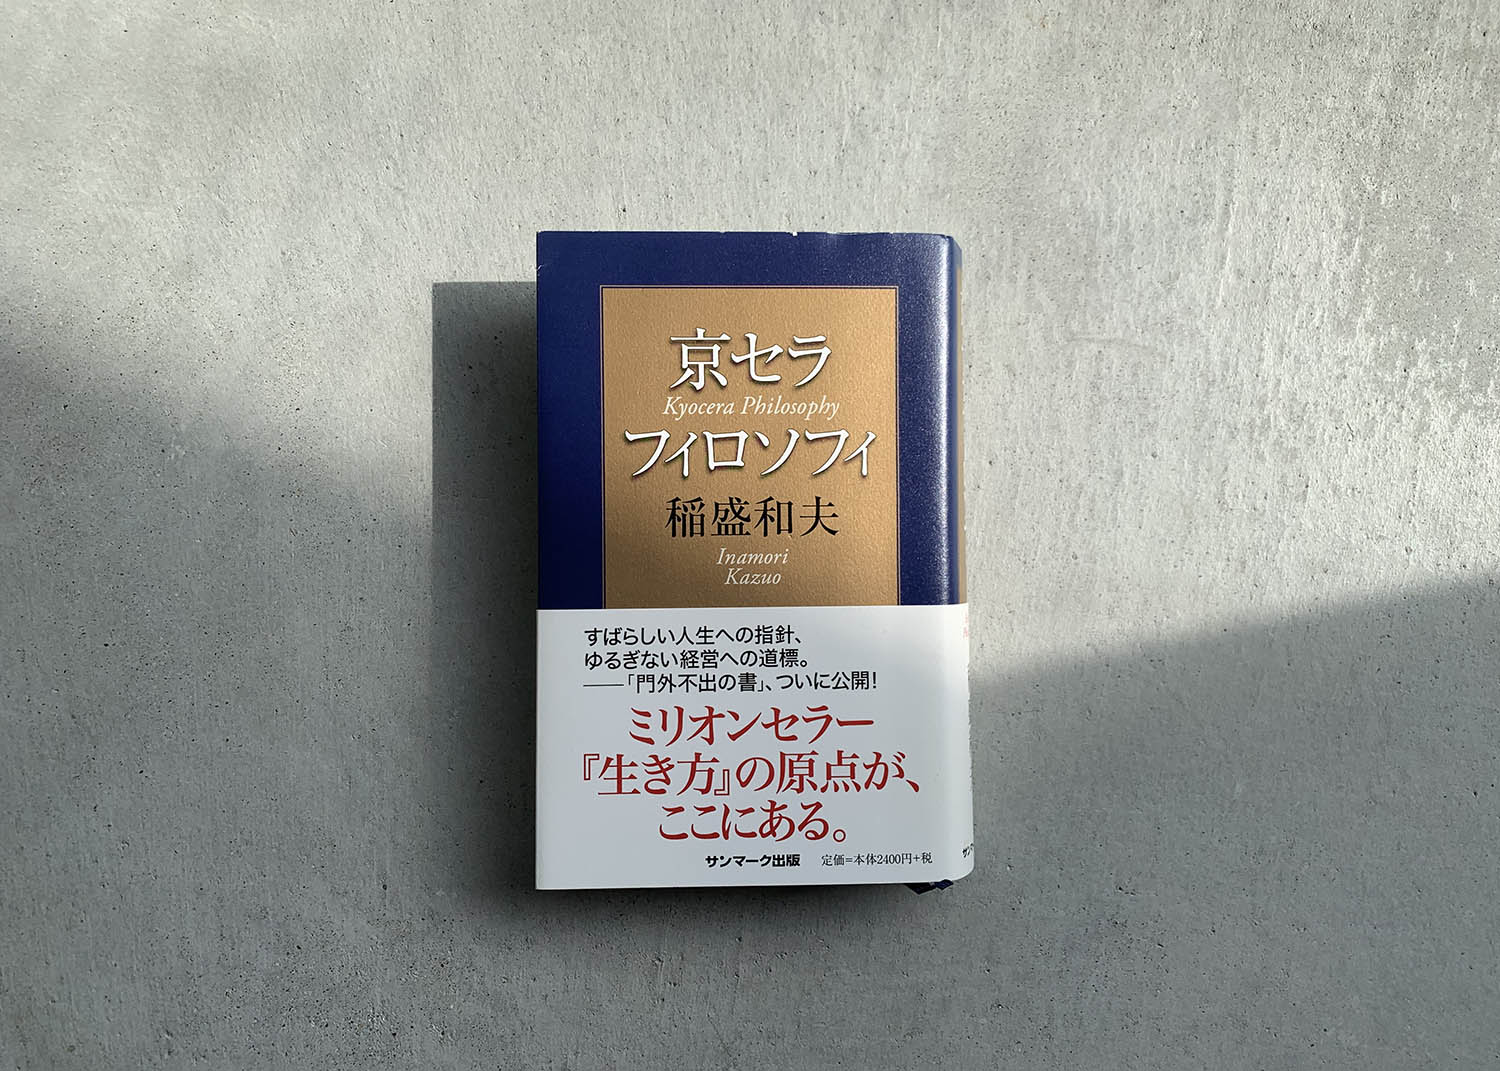 京セラ
Kyocera Philosophy
フィロソフィ
稲盛和夫
Inamori
Kazuo
すばらしい人生への指針、
ゆるぎない経営への道標。
――「門外不出の書」、ついに公開！
ミリオンセラー
『生き方』の原点が、
ここにある。
サンマーク出版 定価=本体2400円+税